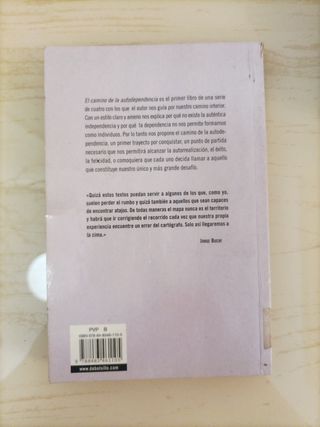 El camino de la autodependencia es el primer libro de una serie
de cuatro con los que el autor nos guía por nuestro camino interior.
Con un estilo claro y ameno nos explica por qué no existe la auténtica
independencia y por qué la dependencia no nos permite formarnos
como individuos. Por lo tanto nos propone el camino de la autode-
pendencia, un primer trayecto por conquistar, un punto de partida
necesario que nos permitirá alcanzar la autorrealización, el éxito,
la felicidad, o comoquiera que cada uno decida llamar a aquello
que constituye nuestro único y más grande desafío.
«Quizá estos textos puedan servir a algunos de los que, como yo,
suelen perder el rumbo y quizá también a aquellos que sean capaces
de encontrar atajos. De todas maneras el mapa nunca es el territorio
y habrá que ir corrigiendo el recorrido cada vez que nuestra propia
experiencia encuentre un error del cartógrafo. Solo así llegaremos a
la cima.»
Jorge Bucay
PVP B
www.debolsillo.com